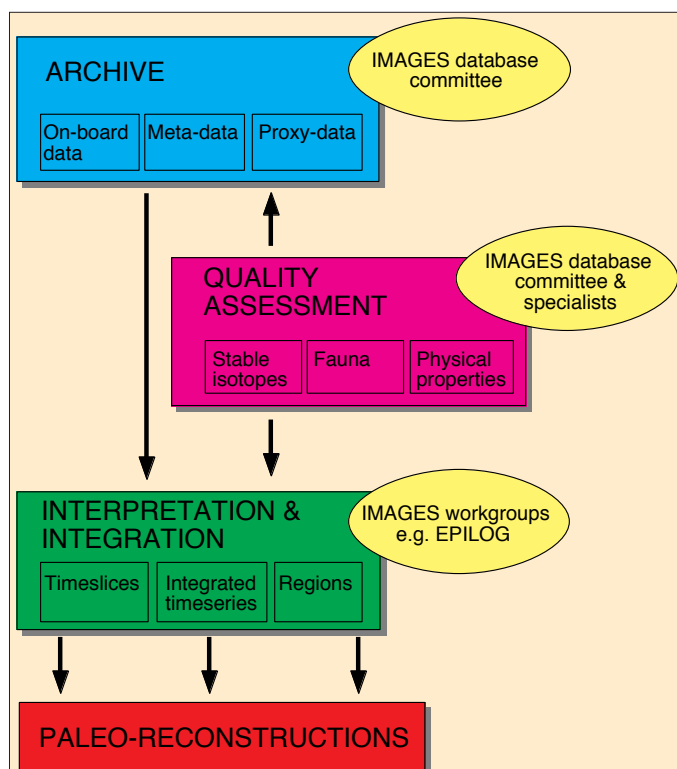 ARCHIVE
IMAGES database
committee
On-board
data
Meta-data
Proxy-data
QUALITY
ASSESSMENT
IMAGES database
committee &
specialists
Stable
isotopes
Fauna
Physical
properties
INTERPRETATION &
INTEGRATION
IMAGES workgroups
e.g. EPILOG
Timeslices
Integrated
timeseries
Regions
PALEO-RECONSTRUCTIONS